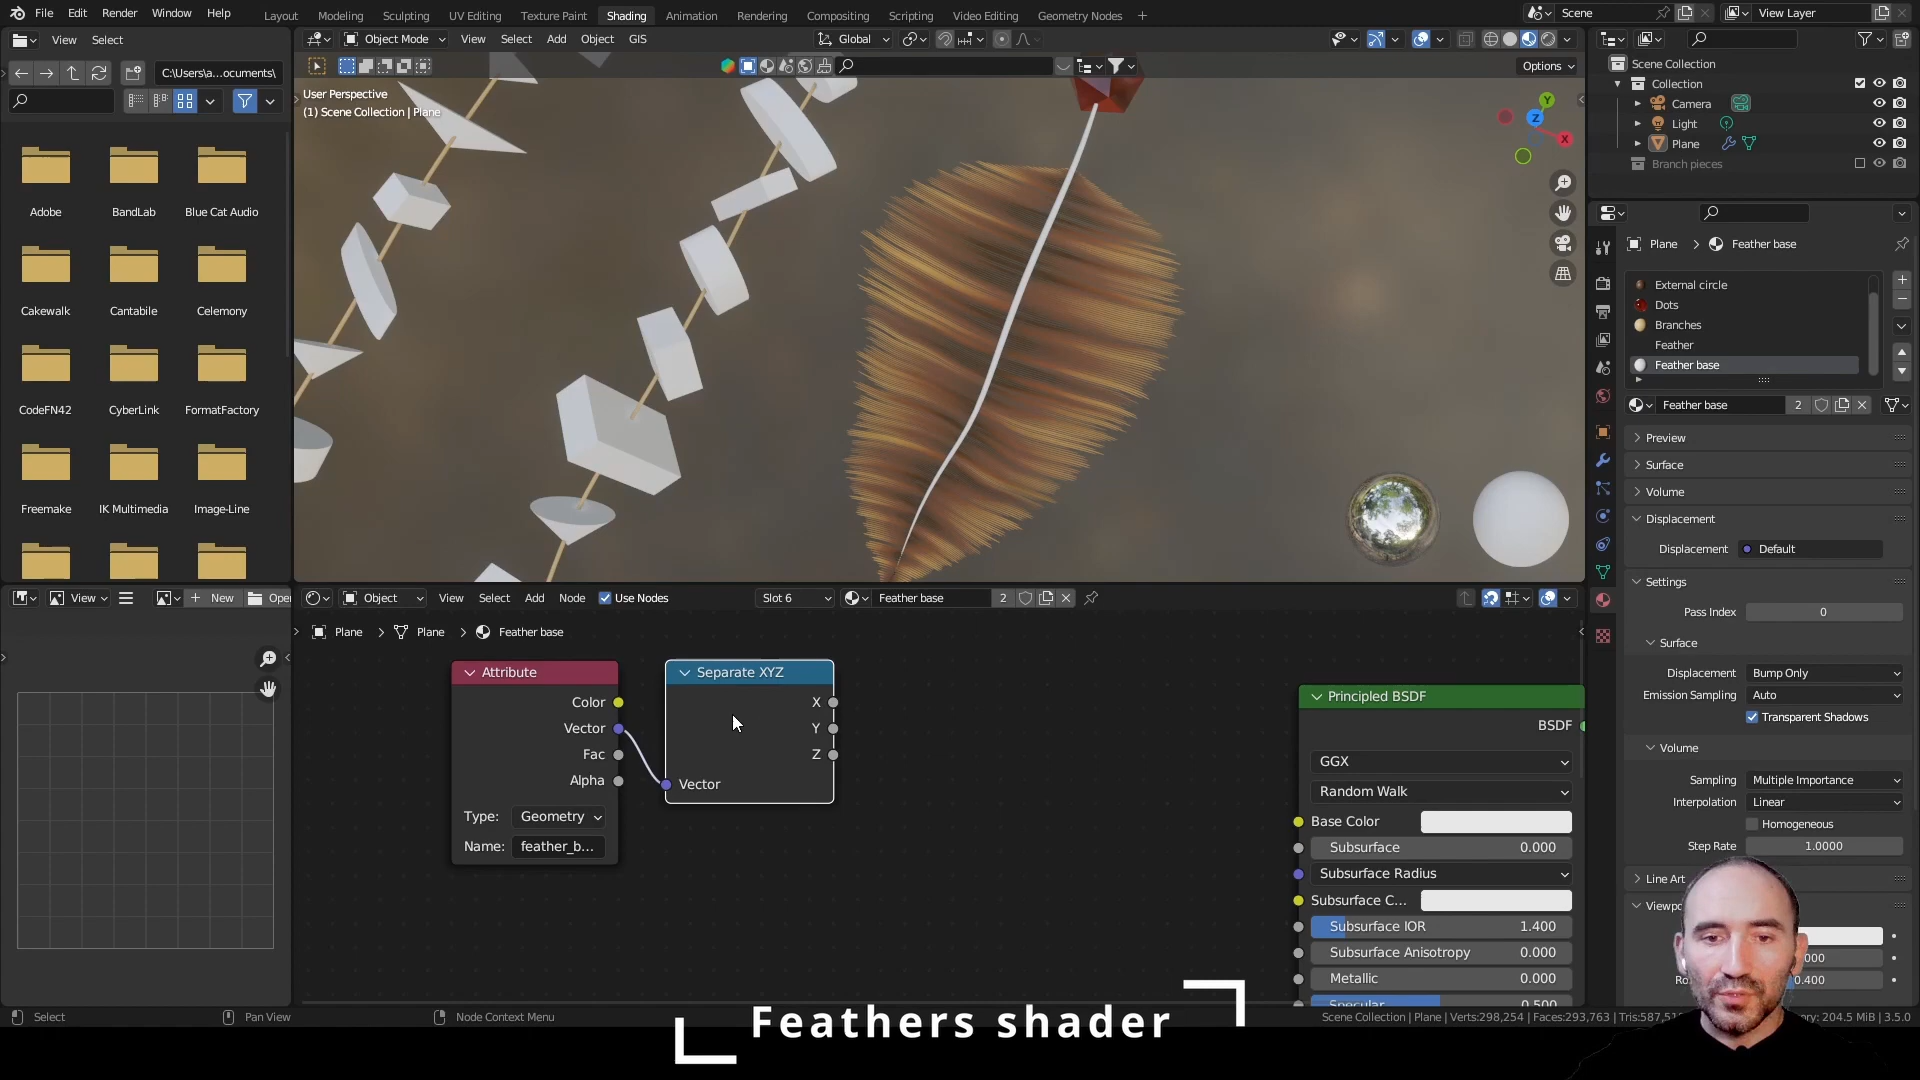 File Edit Render Window Help
Layout Modeling Sculpting UV Editing Texture Paint Shading Animation Rendering Compositing Scripting Video Editing Geometry Nodes +
Scene
View Layer
View Select
Object Mode View Select Add Object GIS
Global
C:\Users\a...ocuments\
Options
User Perspective
(1) Scene Collection | Plane
Y
Z
X
Adobe BandLab Blue Cat Audio
Cakewalk Cantabile Celemony
CodeFN42 CyberLink FormatFactory
Freemake IK Multimedia Image-Line
Scene Collection
Collection
Camera
Light
Plane
Branch pieces
Plane > Feather base
External circle
Dots
Branches
Feather
Feather base
Feather base 2
Preview
Surface
Volume
Displacement
Displacement Default
Settings
Pass Index 0
Surface
Displacement Bump Only
Emission Sampling Auto
Transparent Shadows
Volume
Sampling Multiple Importance
Interpolation Linear
Homogeneous
Step Rate 1.0000
Line Art
0.400
View + New
Object View Select Add Node Use Nodes Slot 6 Feather base 2
Plane > Plane > Feather base
Attribute
Color
Vector
Fac
Alpha
Type: Geometry
Name: feather_b...
Separate XYZ
X
Y
Z
Vector
Principled BSDF
BSDF
GGX
Random Walk
Base Color
Subsurface 0.000
Subsurface Radius
Subsurface C...
Subsurface IOR 1.400
Subsurface Anisotropy 0.000
Metallic 0.000
Specular 0.500
Feathers shader
Select Pan View Node Context Menu
Scene Collection | Plane | Verts:298,254 | Faces:293,763
204.5 MiB | 3.5.0